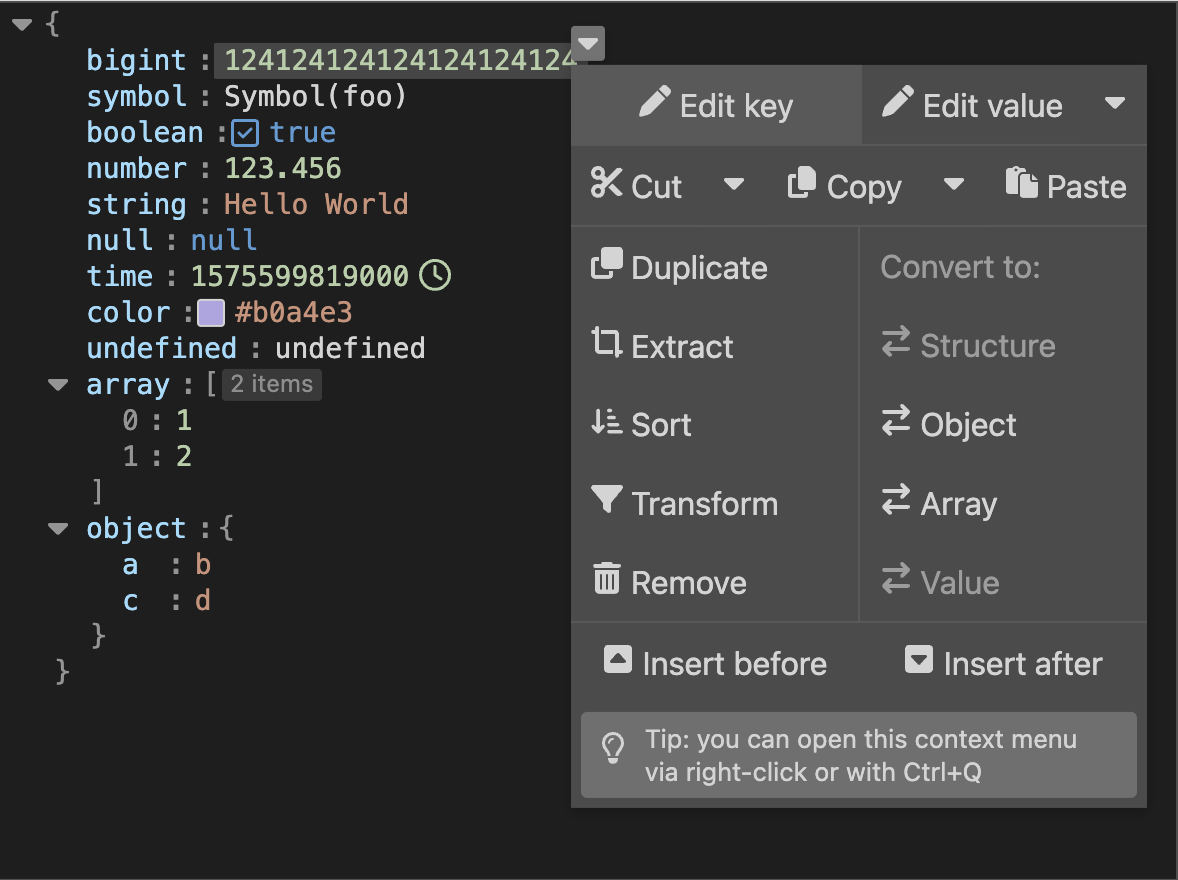 {
bigint : 124124124124124124124
symbol : Symbol(foo)
boolean : true
number : 123.456
string : Hello World
null : null
time : 1575599819000
color : #b0a4e3
undefined : undefined
array : [ 2 items
0 : 1
1 : 2
]
object : {
a : b
c : d
}
}
Edit key Edit value
Cut Copy Paste
Duplicate
Extract
Sort
Transform
Remove
Convert to:
Structure
Object
Array
Value
Insert before Insert after
Tip: you can open this context menu
via right-click or with Ctrl+Q